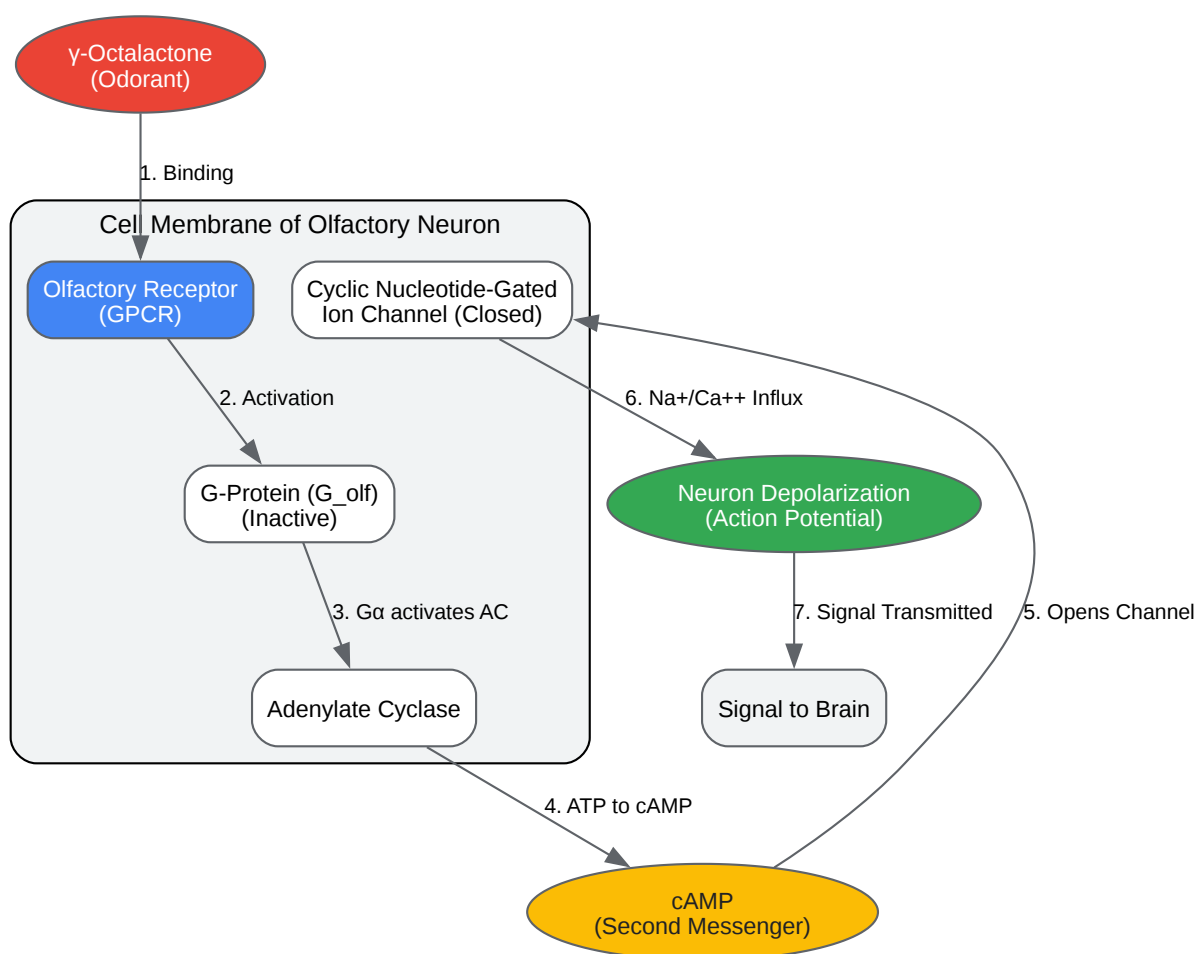 γ-Octalactone
(Odorant)
1. Binding
Cell Membrane of Olfactory Neuron
Olfactory Receptor
(GPCR)
Cyclic Nucleotide-Gated
Ion Channel (Closed)
2. Activation
6. Na+/Ca++ Influx
G-Protein (G_olf)
(Inactive)
Neuron Depolarization
(Action Potential)
3. Gα activates AC
7. Signal Transmitted
5. Opens Channel
Adenylate Cyclase
Signal to Brain
4. ATP to cAMP
cAMP
(Second Messenger)